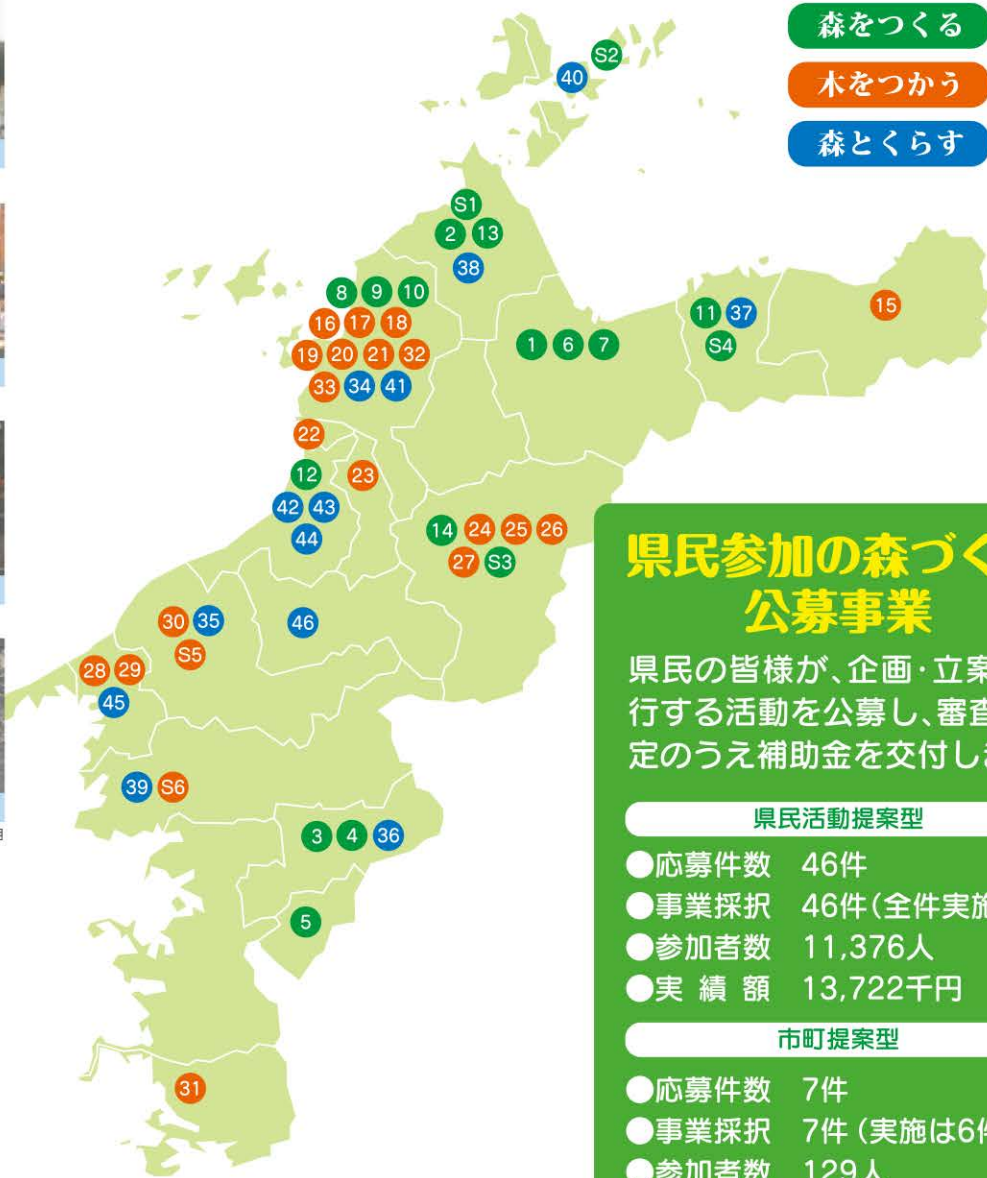 森をつくる
木をつかう
森とくらす
S2
40
S1
2 13
38
8 9 10
16 17 18
19 20 21 32
33 34 41
1 6 7
11 37
S4
15
22
12 23
42 43
44
14 24 25 26
27 S3
30 35
S5
46
28 29
45
39 S6
3 4 36
5
31
県民参加の森づく
公募事業
県民の皆様が、企画・立案
行する活動を公募し、審査
定のうえ補助金を交付し
県民活動提案型
●応募件数 46件
●事業採択 46件(全件実施
●参加者数 11,376人
●実績額 13,722千円
市町提案型
●応募件数 7件
●事業採択 7件(実施は6件
●参加者数 129人